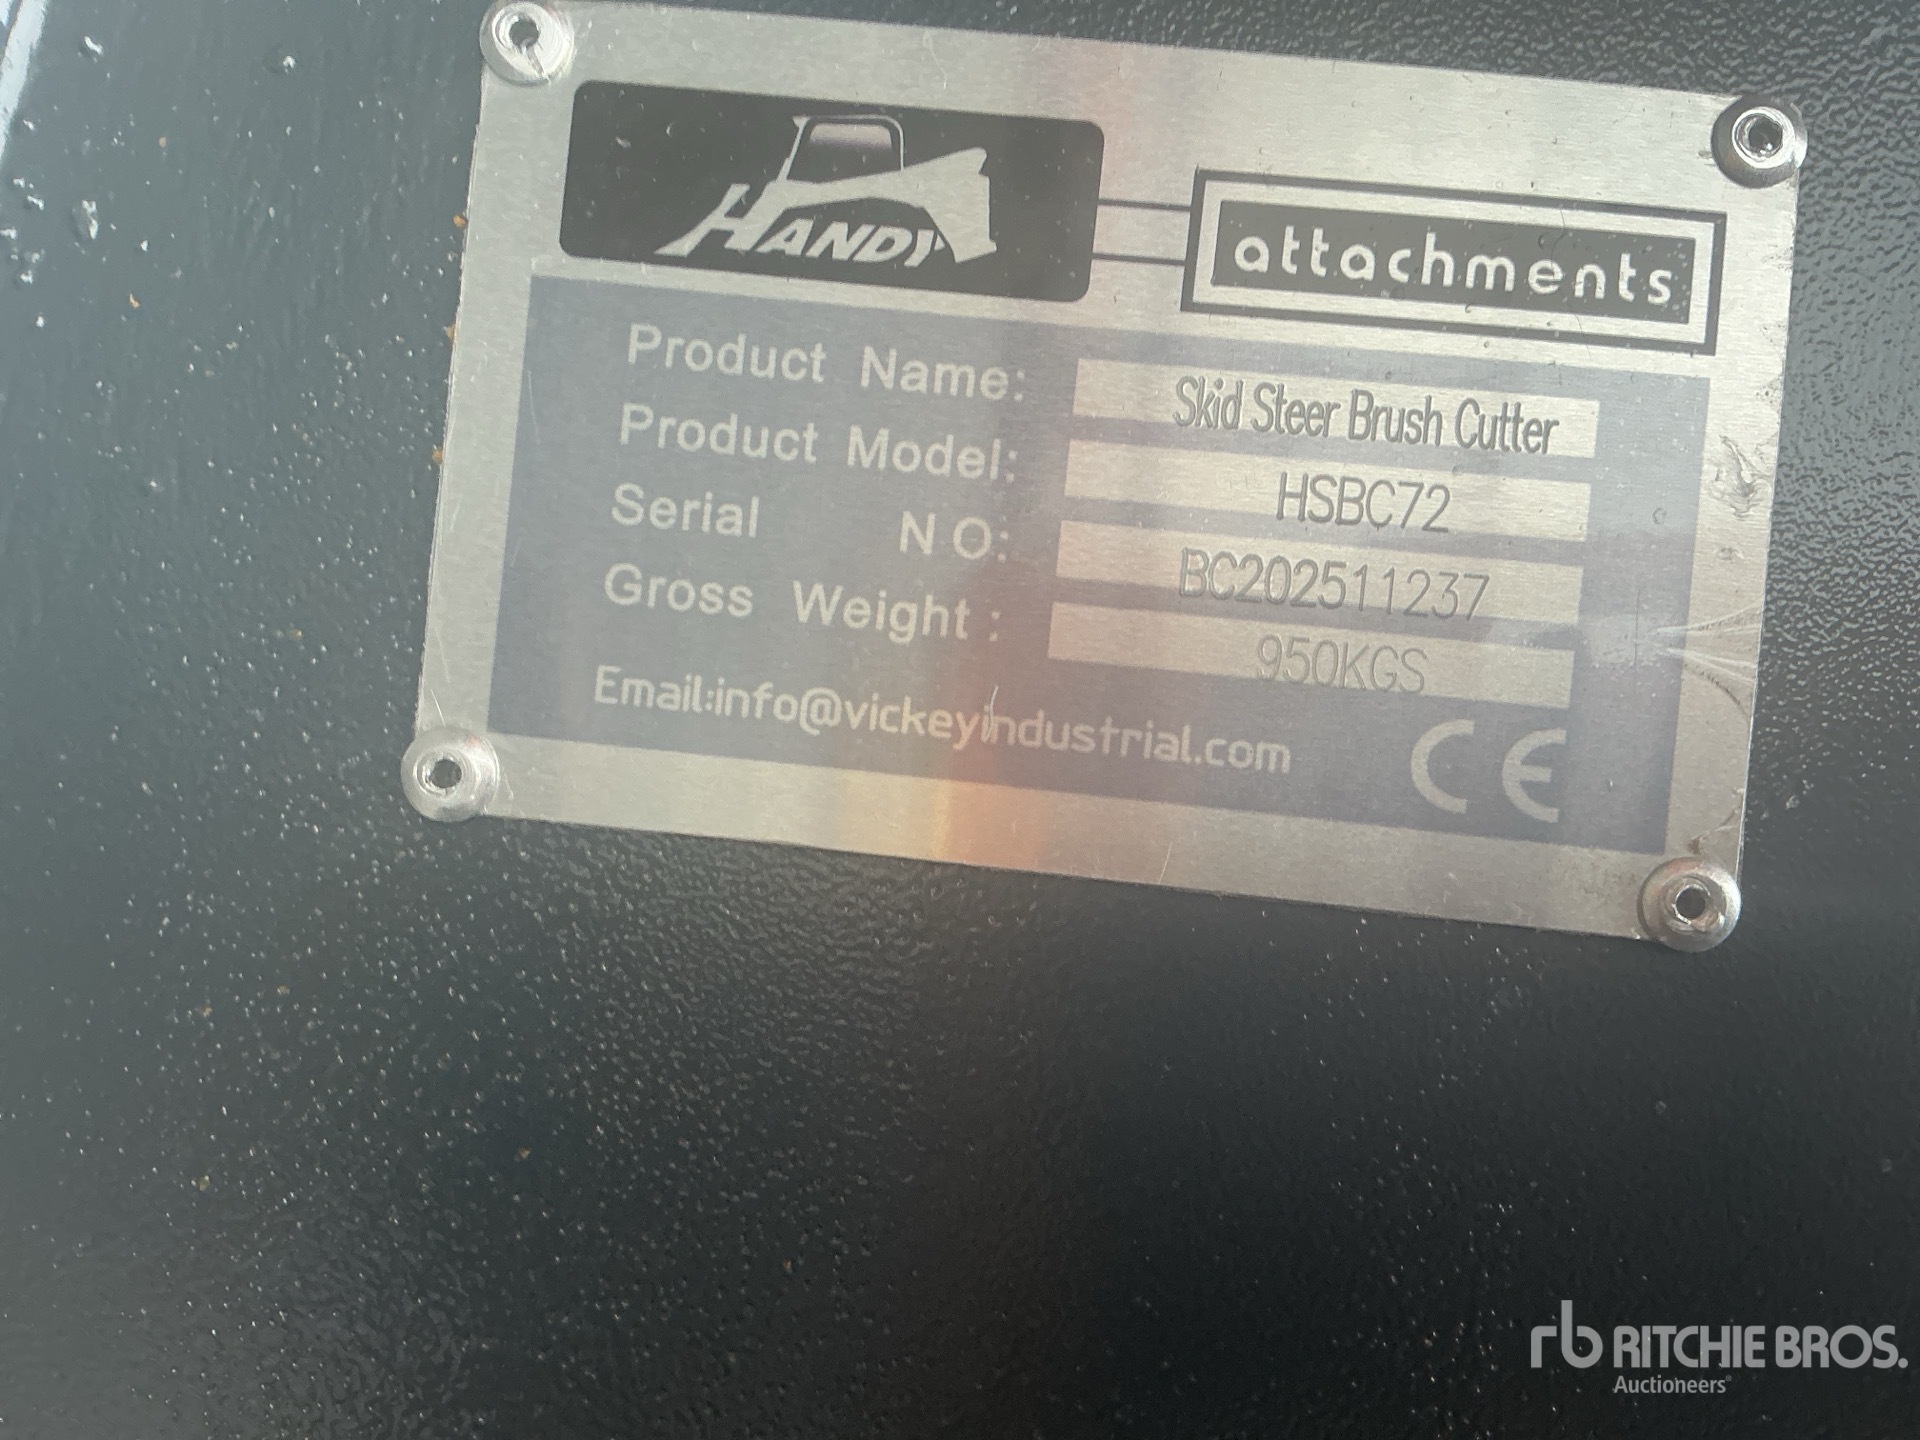 HANDY attachments
Product Name: Skid Steer Brush Cutter
Product Model: HSBC72
Serial NO: BC202511237
Gross Weight: 950KGS
Email:info@vickeyindustrial.com CE
rb RITCHIE BROS.
Auctioneers